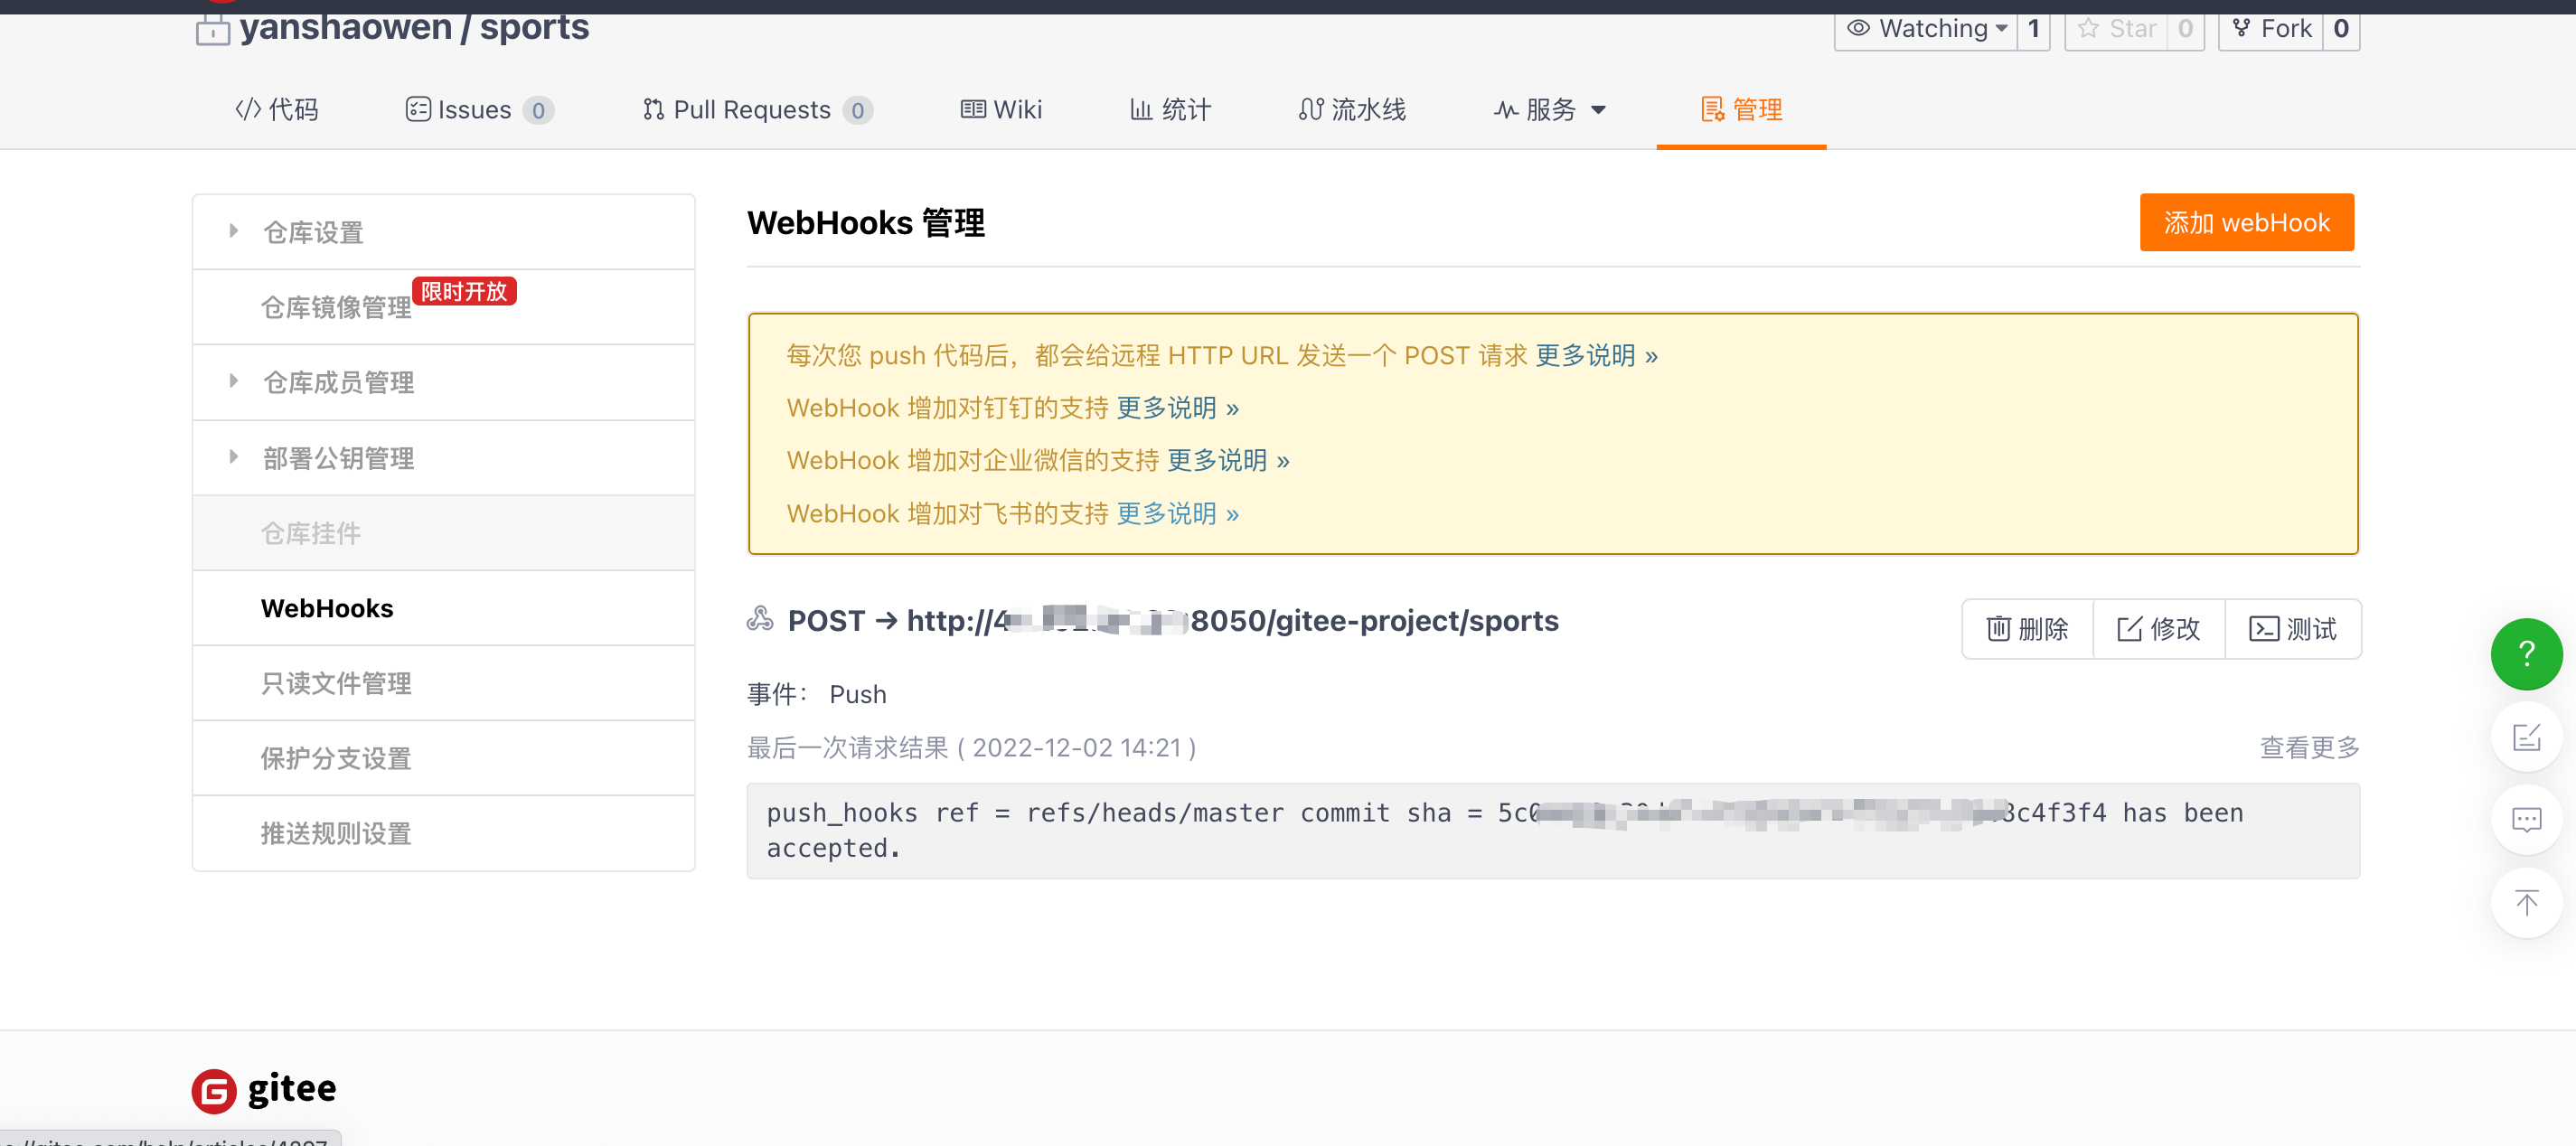 yanshaowen / sports
Watching 1 Star 0 Fork 0
代码 Issues 0 Pull Requests 0 Wiki 统计 流水线 服务 管理
仓库设置
仓库镜像管理 限时开放
仓库成员管理
部署公钥管理
仓库挂件
WebHooks
只读文件管理
保护分支设置
推送规则设置
WebHooks 管理
添加 webHook
每次您 push 代码后，都会给远程 HTTP URL 发送一个 POST 请求 更多说明 »
WebHook 增加对钉钉的支持 更多说明 »
WebHook 增加对企业微信的支持 更多说明 »
WebHook 增加对飞书的支持 更多说明 »
POST → http://4 8050/gitee-project/sports
删除 修改 测试
事件： Push
最后一次请求结果 ( 2022-12-02 14:21 )
查看更多
push_hooks ref = refs/heads/master commit sha = 5c0 8c4f3f4 has been
accepted.
?
gitee